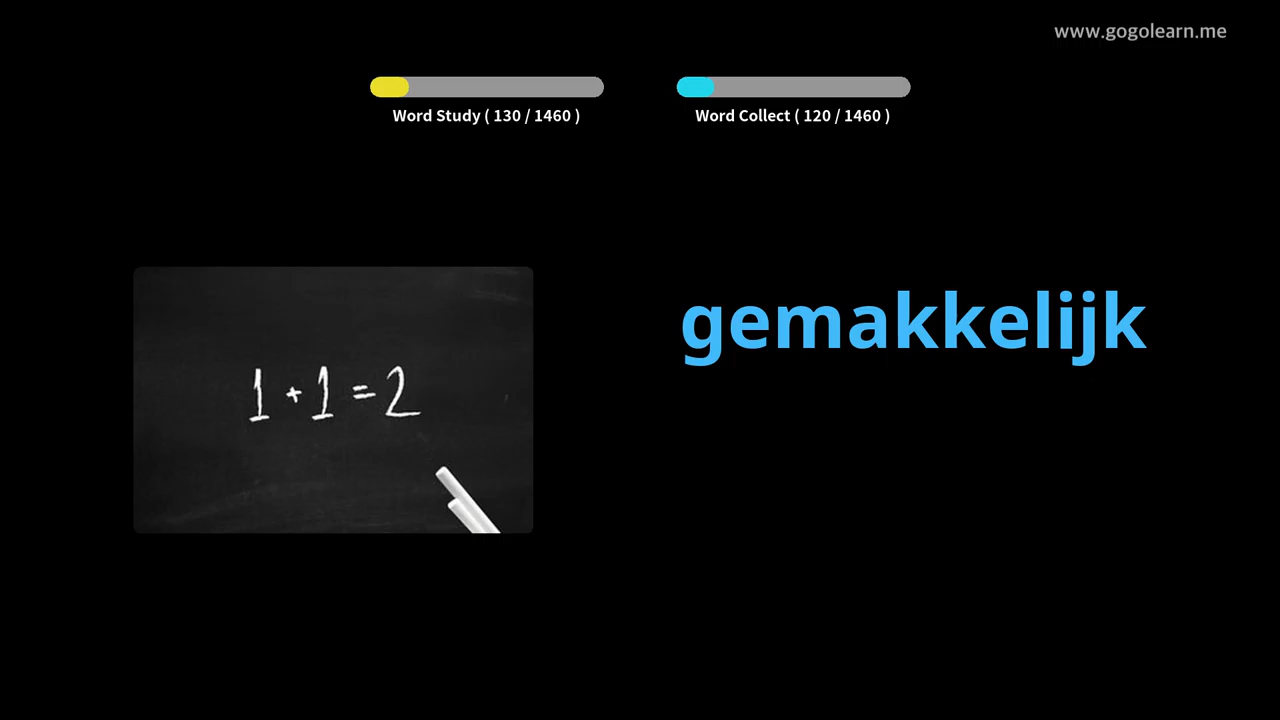 www.gogolearn.me
Word Study ( 130 / 1460 )
Word Collect ( 120 / 1460 )
gemakkelijk
1 + 1 = 2